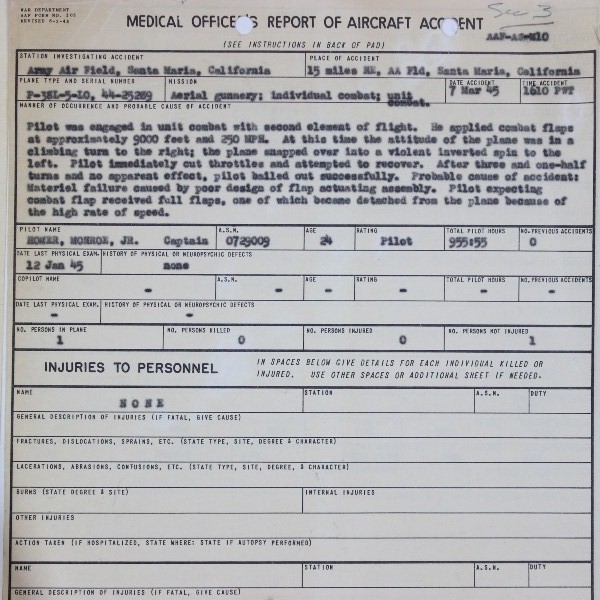 WAR DEPARTMENT
AAF FORM NO. 205
REVISED 6-1-44
MEDICAL OFFICER'S REPORT OF AIRCRAFT ACCIDENT
Sec 3
AAF-AS-M10
(SEE INSTRUCTIONS IN BACK OF PAD)
STATION INVESTIGATING ACCIDENT PLACE OF ACCIDENT
Army Air Field, Santa Maria, California 15 miles NE, AA Fld, Santa Maria, California
PLANE TYPE AND SERIAL NUMBER MISSION DATE ACCIDENT TIME ACCIDENT
P-38L-5-LO, 44-25289 Aerial gunnery; individual combat; unit combat. 7 Mar 45 1610 PWT
MANNER OF OCCURRENCE AND PROBABLE CAUSE OF ACCIDENT
Pilot was engaged in unit combat with second element of flight. He applied combat flaps
at approximately 9000 feet and 250 MPH. At this time the attitude of the plane was in a
climbing turn to the right; the plane snapped over into a violent inverted spin to the
left. Pilot immediately cut throttles and attempted to recover. After three and one-half
turns and no apparent effect, pilot bailed out successfully. Probable cause of accident:
Materiel failure caused by poor design of flap actuating assembly. Pilot expecting
combat flap received full flaps, one of which became detached from the plane because of
the high rate of speed.
PILOT NAME A.S.N. AGE RATING TOTAL PILOT HOURS NO. PREVIOUS ACCIDENTS
HOMER, MONROE, JR. Captain 0729009 24 Pilot 955:55 0
DATE LAST PHYSICAL EXAM. HISTORY OF PHYSICAL OR NEUROPSYCHIC DEFECTS
12 Jan 45 none
COPILOT NAME A.S.N. AGE RATING TOTAL PILOT HOURS NO. PREVIOUS ACCIDENTS
- - - - - -
DATE LAST PHYSICAL EXAM. HISTORY OF PHYSICAL OR NEUROPSYCHIC DEFECTS
- -
NO. PERSONS IN PLANE NO. PERSONS KILLED NO. PERSONS INJURED NO. PERSONS NOT INJURED
1 0 0 1
INJURIES TO PERSONNEL
IN SPACES BELOW GIVE DETAILS FOR EACH INDIVIDUAL KILLED OR
INJURED. USE OTHER SPACES OR ADDITIONAL SHEET IF NEEDED.
NAME STATION A.S.N. DUTY
NONE
GENERAL DESCRIPTION OF INJURIES (IF FATAL, GIVE CAUSE)
FRACTURES, DISLOCATIONS, SPRAINS, ETC. (STATE TYPE, SITE, DEGREE & CHARACTER)
LACERATIONS, ABRASIONS, CONTUSIONS, ETC. (STATE TYPE, SITE, DEGREE, & CHARACTER)
BURNS (STATE DEGREE & SITE) INTERNAL INJURIES
OTHER INJURIES
ACTION TAKEN (IF HOSPITALIZED, STATE WHERE: STATE IF AUTOPSY PERFORMED)
NAME STATION A.S.N. DUTY
GENERAL DESCRIPTION OF INJURIES (IF FATAL, GIVE CAUSE)